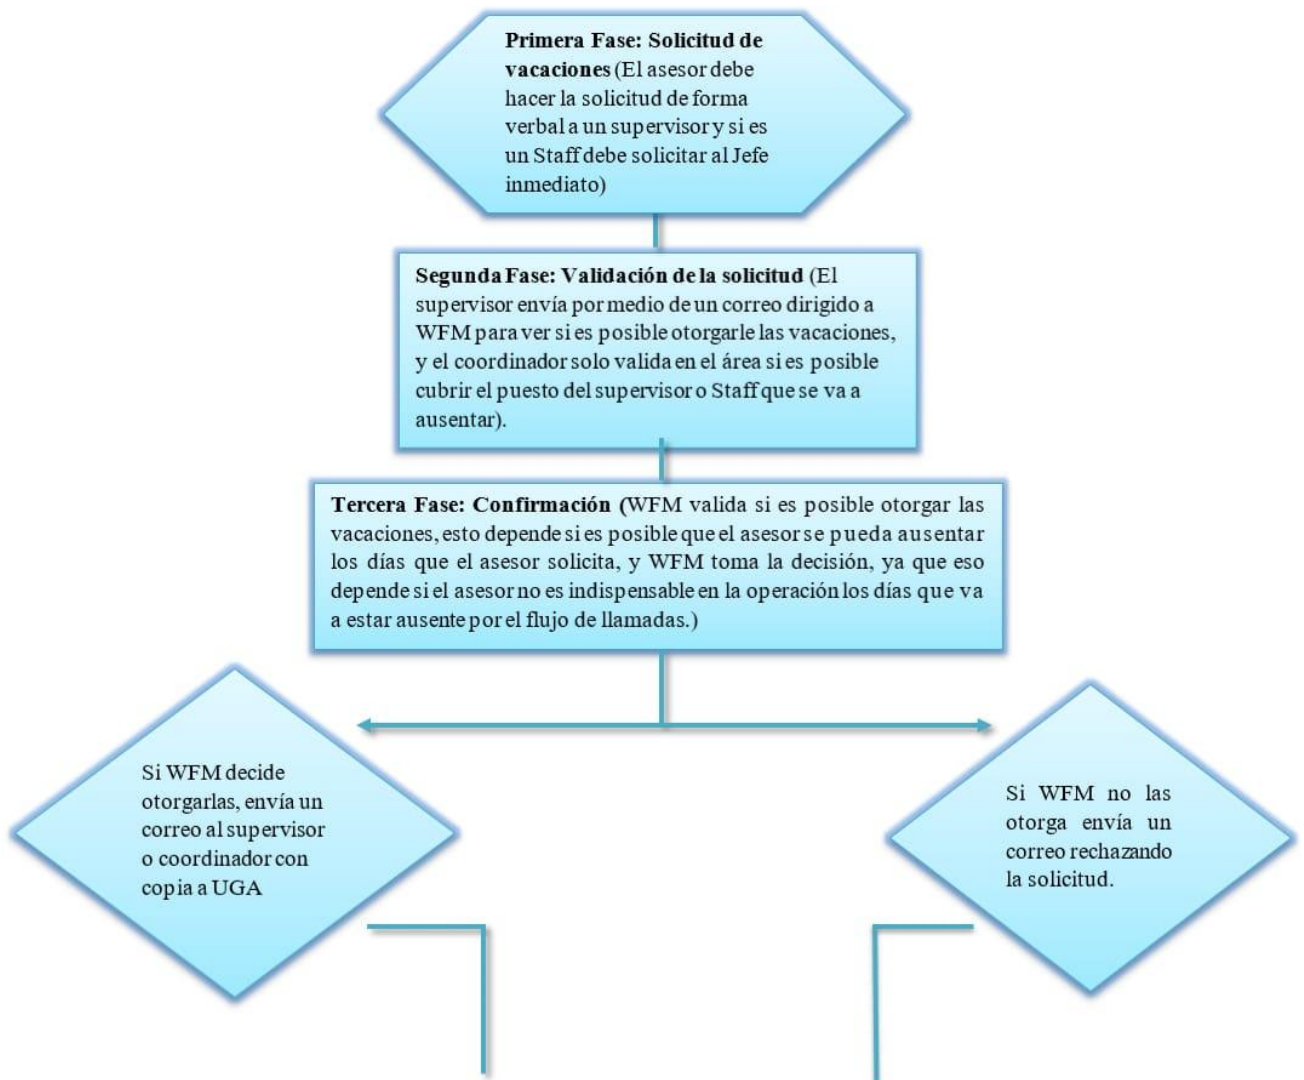 Primera Fase: Solicitud de
vacaciones (El asesor debe
hacer la solicitud de forma
verbal a un supervisor y si es
un Staff debe solicitar al Jefe
inmediato)
Segunda Fase: Validación de la solicitud (El
supervisor envía por medio de un correo dirigido a
WFM para ver si es posible otorgarle las vacaciones,
y el coordinador solo valida en el área si es posible
cubrir el puesto del supervisor o Staff que se va a
ausentar).
Tercera Fase: Confirmación (WFM valida si es posible otorgar las
vacaciones, esto depende si es posible que el asesor se pueda ausentar
los días que el asesor solicita, y WFM toma la decisión, ya que eso
depende si el asesor no es indispensable en la operación los días que va
a estar ausente por el flujo de llamadas.)
Si WFM decide
otorgarlas, envía un
correo al supervisor
o coordinador con
copia a UGA
Si WFM no las
otorga envía un
correo rechazando
la solicitud.